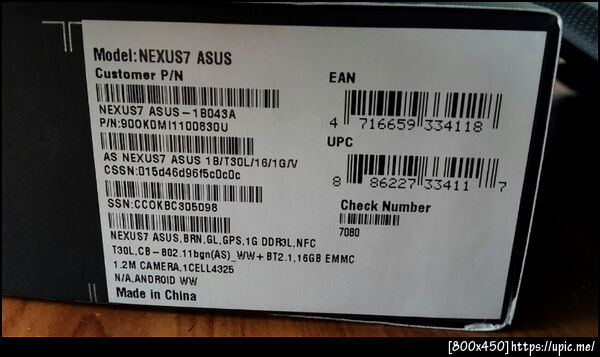 Model:NEXUS7 ASUS
Customer P/N
NEXUS7 ASUS-1B043A
P/N:90OK0MI1100830U
AS NEXUS7 ASUS 1B/T30L/16/1G/V
CSSN:015d46d96f5c0c0c
SSN:CCOKBC305098
NEXUS7 ASUS,BRN,GL,GPS,1G DDR3L,NFC
T30L,CB-802.11bgn(AS)_WW+ BT2.1,16GB EMMC
1.2M CAMERA,1CELL4325
N/A,ANDROID WW
Made in China
EAN
4 716659 334118
UPC
8 86227 33411 7
Check Number
7080
[800x450]https://upic.me/